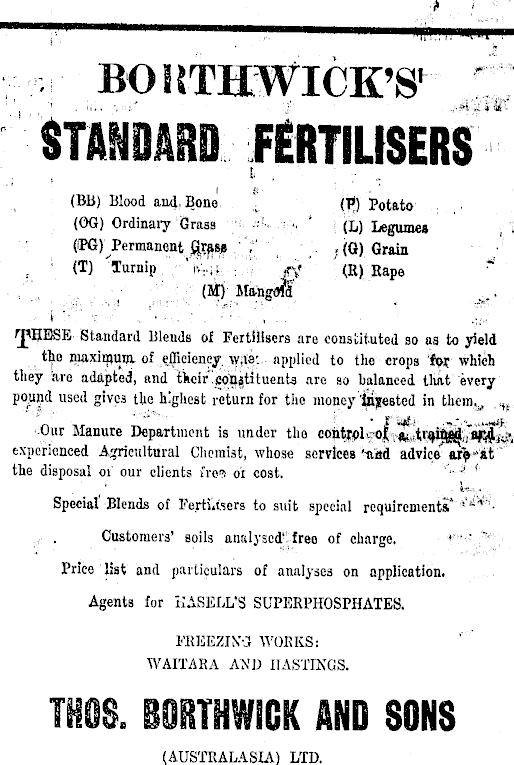 BORTHWICK'S
STANDARD FERTILISERS
(BB) Blood and Bone
(OG) Ordinary Grass
(PG) Permanent Grass
(T) Turnip
(P) Potato
(L) Legumes
(G) Grain
(R) Rape
(M) Mangold
THESE Standard Blends of Fertilisers are constituted so as to yield
the maximum of efficiency when applied to the crops for which
they are adapted, and their constituents are so balanced that every
pound used gives the highest return for the money invested in them.
Our Manure Department is under the control of a trained and
experienced Agricultural Chemist, whose services and advice are at
the disposal of our clients free of cost.
Special Blends of Fertilisers to suit special requirements
Customers' soils analysed free of charge.
Price list and particulars of analyses on application.
Agents for HASELL'S SUPERPHOSPHATES.
FREEZING WORKS:
WAITARA AND HASTINGS.
THOS. BORTHWICK AND SONS
(AUSTRALASIA) LTD.